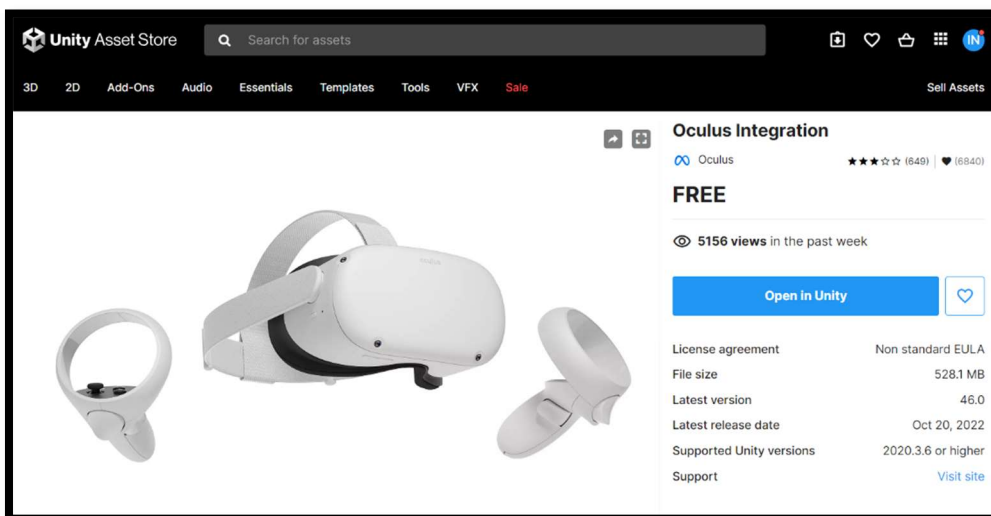 Unity Asset Store
Search for assets
IN
3D 2D Add-Ons Audio Essentials Templates Tools VFX Sale Sell Assets
Oculus Integration
Oculus ★★★☆☆ (649) | ♥ (6840)
FREE
5156 views in the past week
Open in Unity
License agreement Non standard EULA
File size 528.1 MB
Latest version 46.0
Latest release date Oct 20, 2022
Supported Unity versions 2020.3.6 or higher
Support Visit site